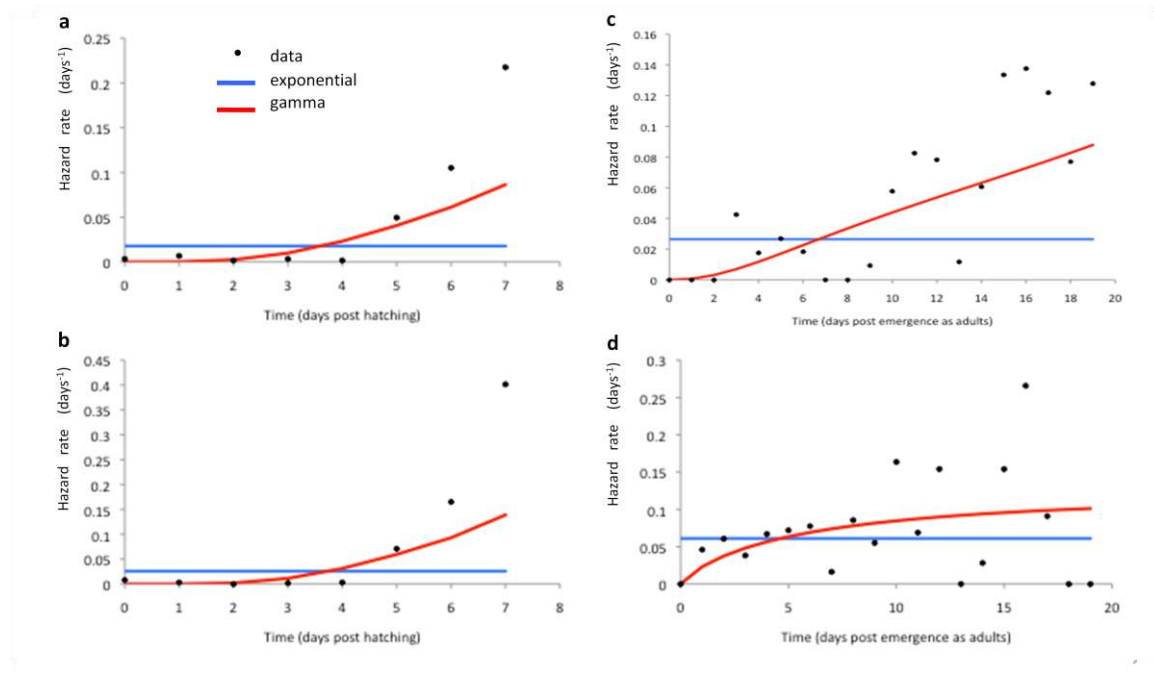 a
0.25
0.2
0.15
0.1
0.05
0
Hazard rate (days-1)
data
exponential
gamma
0 1 2 3 4 5 6 7 8
Time (days post hatching)
b
0.45
0.4
0.35
0.3
0.25
0.2
0.15
0.1
0.05
0
Hazard rate (days-1)
0 1 2 3 4 5 6 7 8
Time (days post hatching)
c
0.16
0.14
0.12
0.1
0.08
0.06
0.04
0.02
0
Hazard rate (days-1)
0 2 4 6 8 10 12 14 16 18 20
Time (days post emergence as adults)
d
0.3
0.25
0.2
0.15
0.1
0.05
0
Hazard rate (days-1)
0 5 10 15 20
Time (days post emergence as adults)